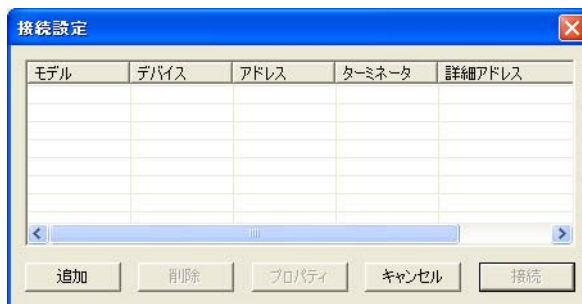 接続設定
モデル デバイス アドレス ターミネータ 詳細アドレス
追加 削除 プロパティ キャンセル 接続